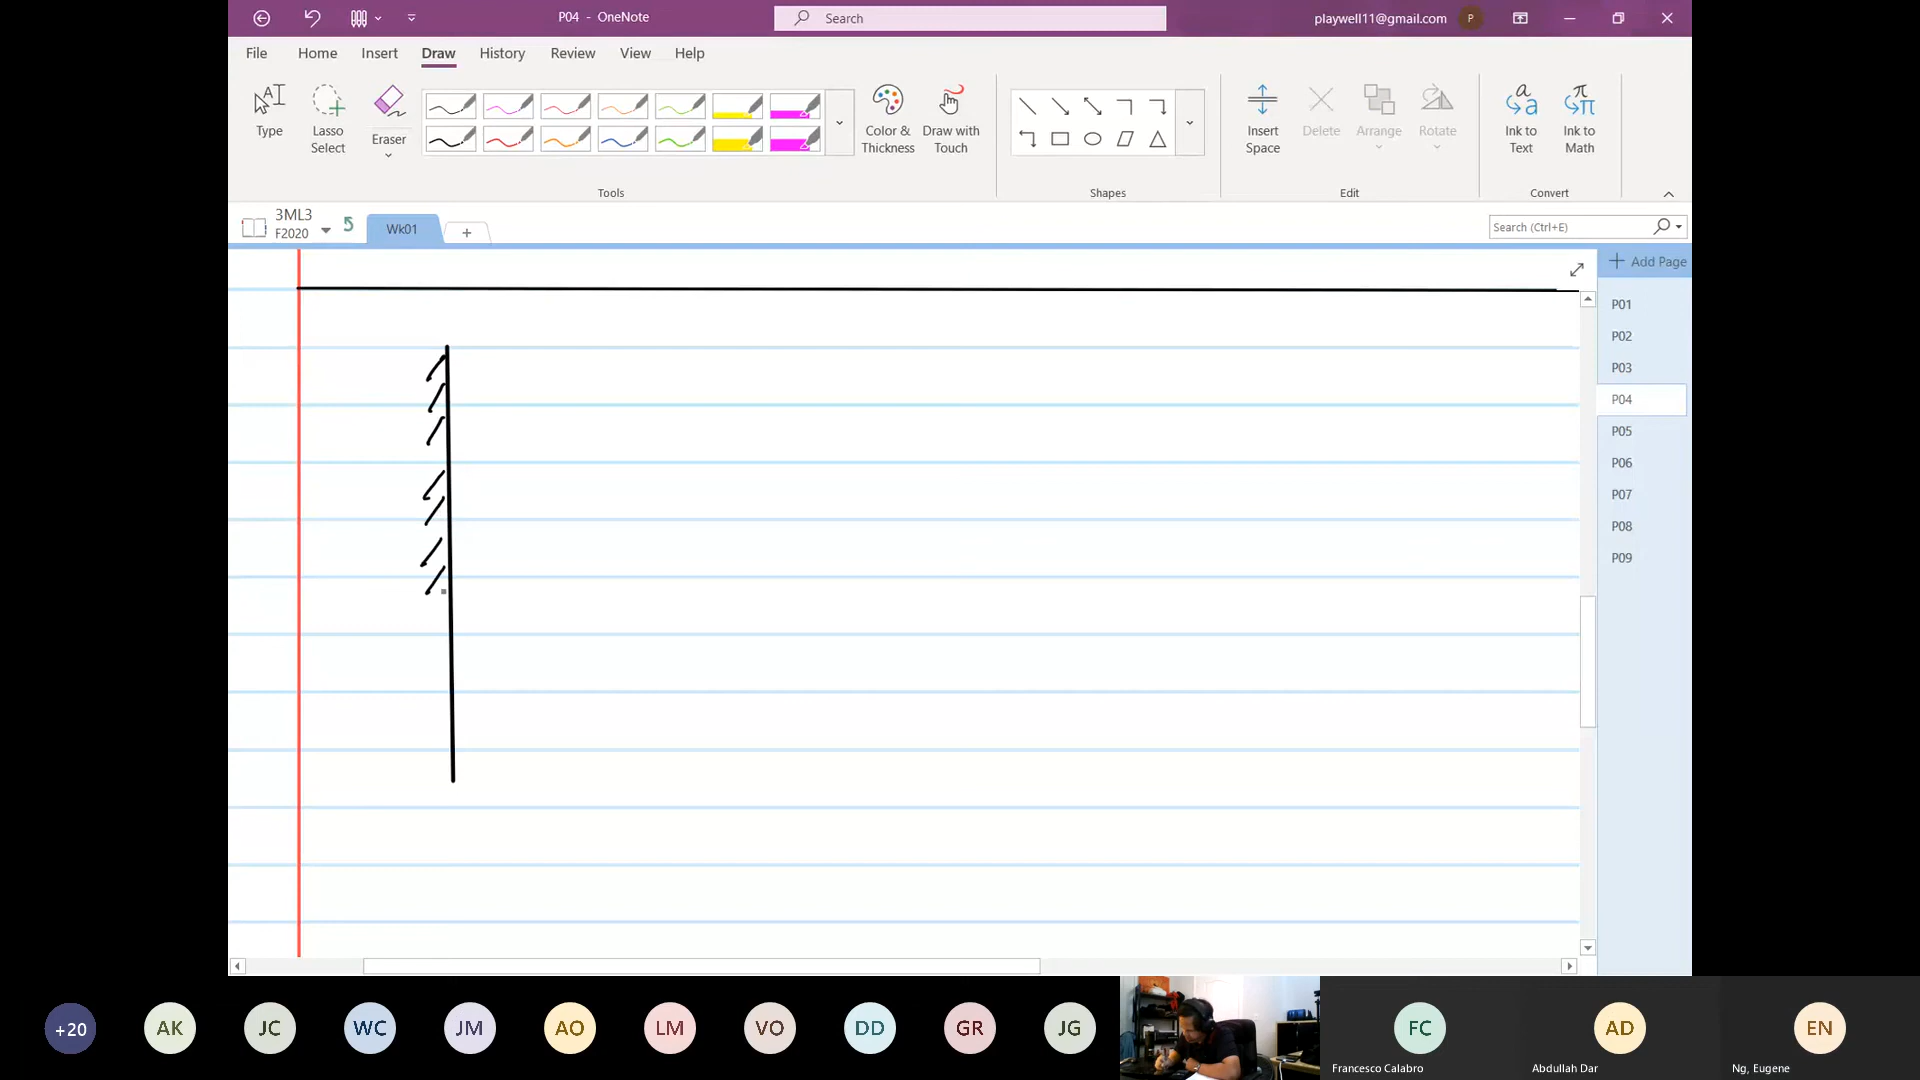 P04 - OneNote
Search
playwell11@gmail.com
P
File
Home
Insert
Draw
History
Review
View
Help
Type
Lasso
Select
Eraser
Color &
Thickness
Draw with
Touch
Insert
Space
Delete
Arrange
Rotate
Ink to
Text
Ink to
Math
Tools
Shapes
Edit
Convert
3ML3
F2020
Wk01
Search (Ctrl+E)
Add Page
P01
P02
P03
P04
P05
P06
P07
P08
P09
+20
AK
JC
WC
JM
AO
LM
VO
DD
GR
JG
FC
AD
EN
Francesco Calabro
Abdullah Dar
Ng, Eugene